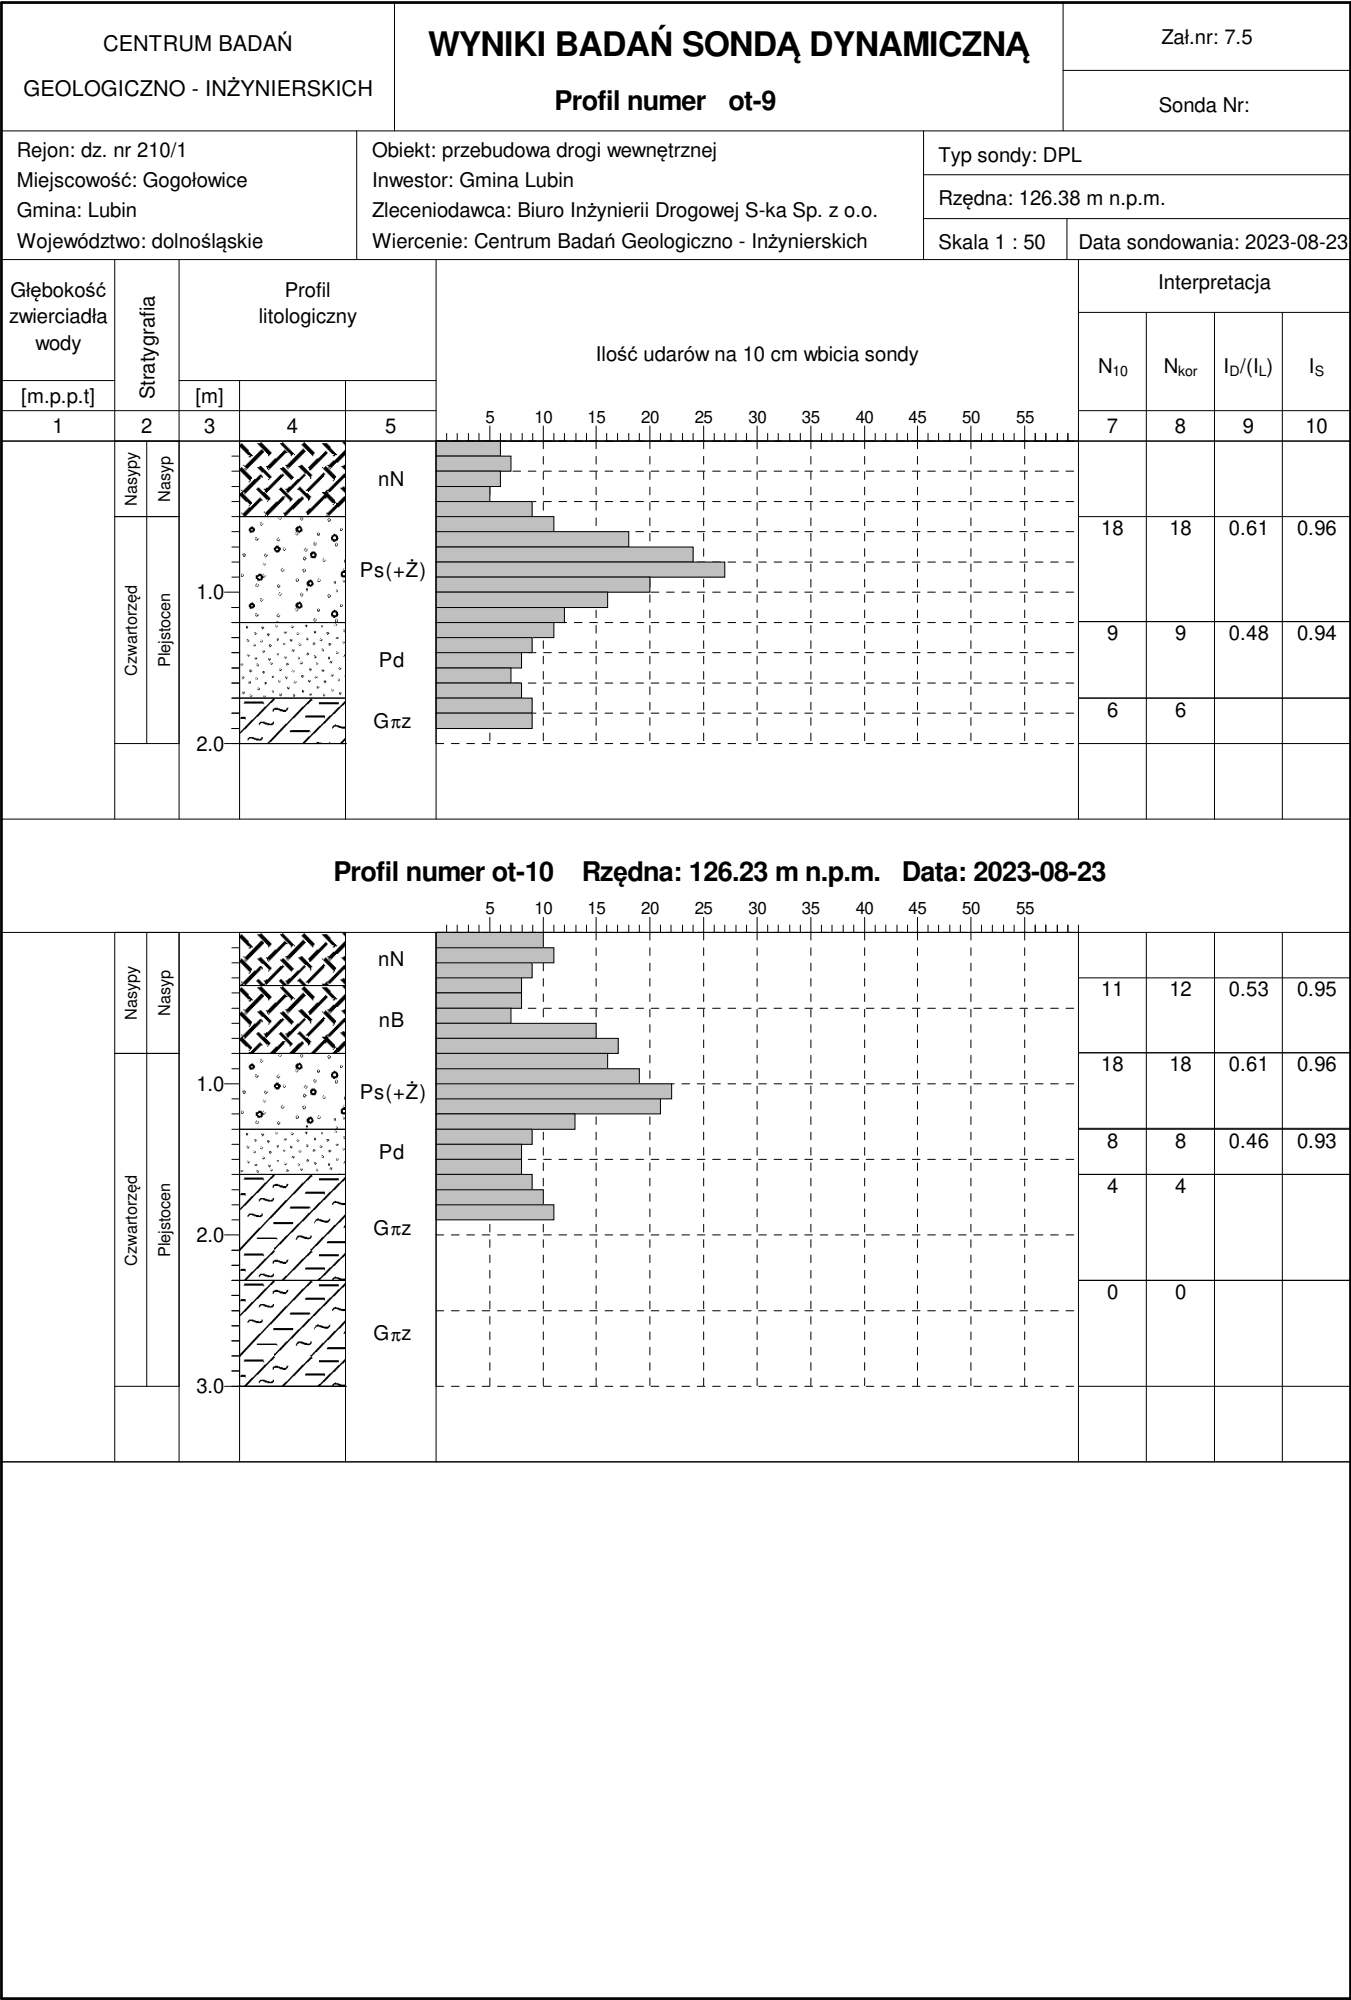 CENTRUM BADAŃ
GEOLOGICZNO - INŻYNIERSKICH
WYNIKI BADAŃ SONDĄ DYNAMICZNĄ
Profil numer ot-9
Zał.nr: 7.5
Sonda Nr:
Rejon: dz. nr 210/1
Miejscowość: Gogołowice
Gmina: Lubin
Województwo: dolnośląskie
Obiekt: przebudowa drogi wewnętrznej
Inwestor: Gmina Lubin
Zleceniodawca: Biuro Inżynierii Drogowej S-ka Sp. z o.o.
Wiercenie: Centrum Badań Geologiczno - Inżynierskich
Typ sondy: DPL
Rzędna: 126.38 m n.p.m.
Skala 1 : 50
Data sondowania: 2023-08-23
Głębokość
zwierciadła
wody
[m.p.p.t]
Stratygrafia
Profil
litologiczny
[m]
Ilość udarów na 10 cm wbicia sondy
Interpretacja
N10 Nkor ID/(IL) IS
5 10 15 20 25 30 35 40 45 50 55
1 2 3 4 5 7 8 9 10
Nasypy Nasyp nN
Czwartorzęd Plejstocen
18 18 0.61 0.96
Ps(+Ż)
1.0
9 9 0.48 0.94
Pd
6 6
Gπz
2.0
Profil numer ot-10 Rzędna: 126.23 m n.p.m. Data: 2023-08-23
5 10 15 20 25 30 35 40 45 50 55
Nasypy Nasyp
nN
11 12 0.53 0.95
nB
18 18 0.61 0.96
1.0
Ps(+Ż)
8 8 0.46 0.93
Pd
4 4
Czwartorzęd Plejstocen
Gπz
2.0
0 0
Gπz
3.0